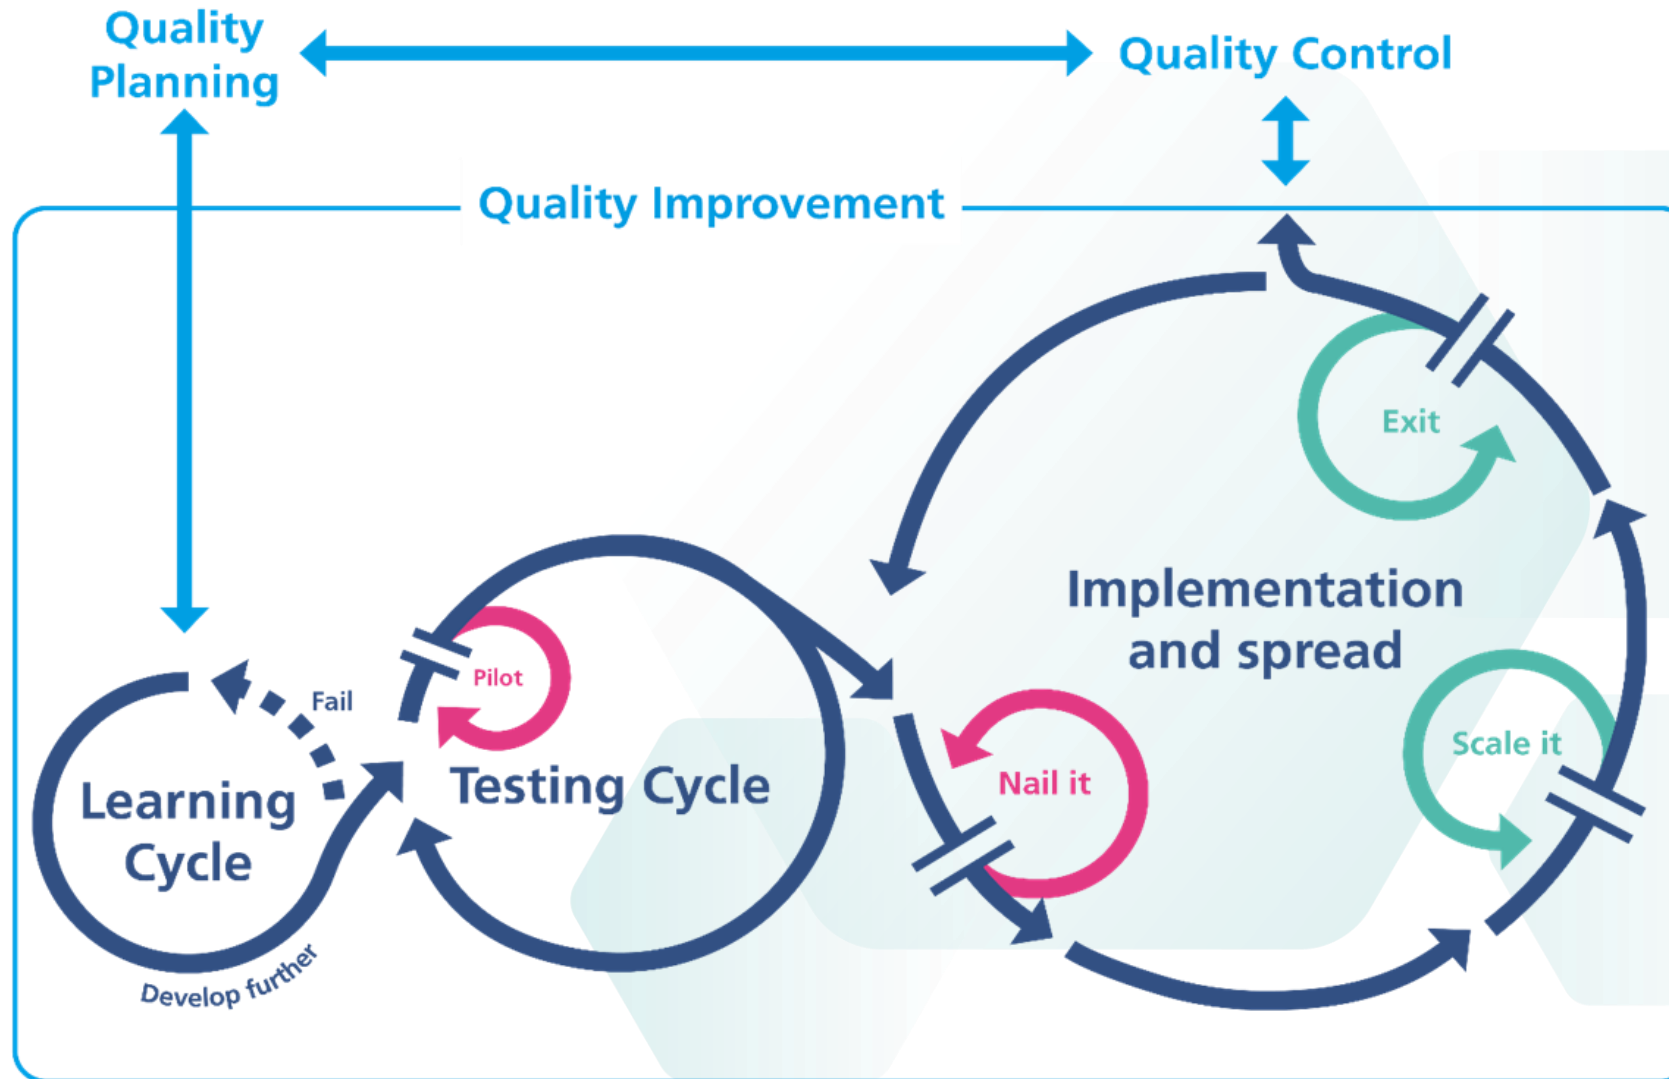 Quality
Planning
Quality Control
Quality Improvement
Exit
Implementation
and spread
Pilot
Fail
Scale it
Nail it
Testing Cycle
Learning
Cycle
Develop further